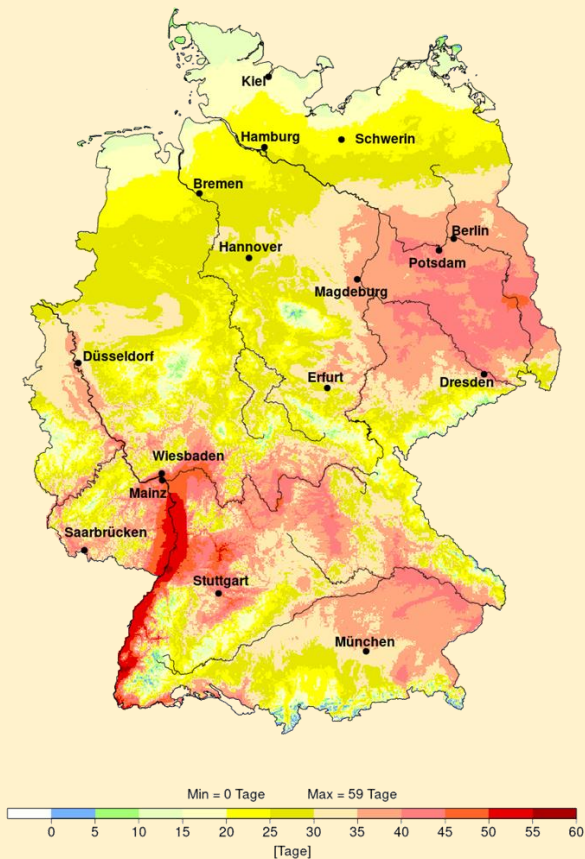 Kiel
Hamburg
Schwerin
Bremen
Berlin
Hannover
Potsdam
Magdeburg
Düsseldorf
Erfurt
Dresden
Wiesbaden
Mainz
Saarbrücken
Stuttgart
München
Min = 0 Tage Max = 59 Tage
0 5 10 15 20 25 30 35 40 45 50 55 60
[Tage]